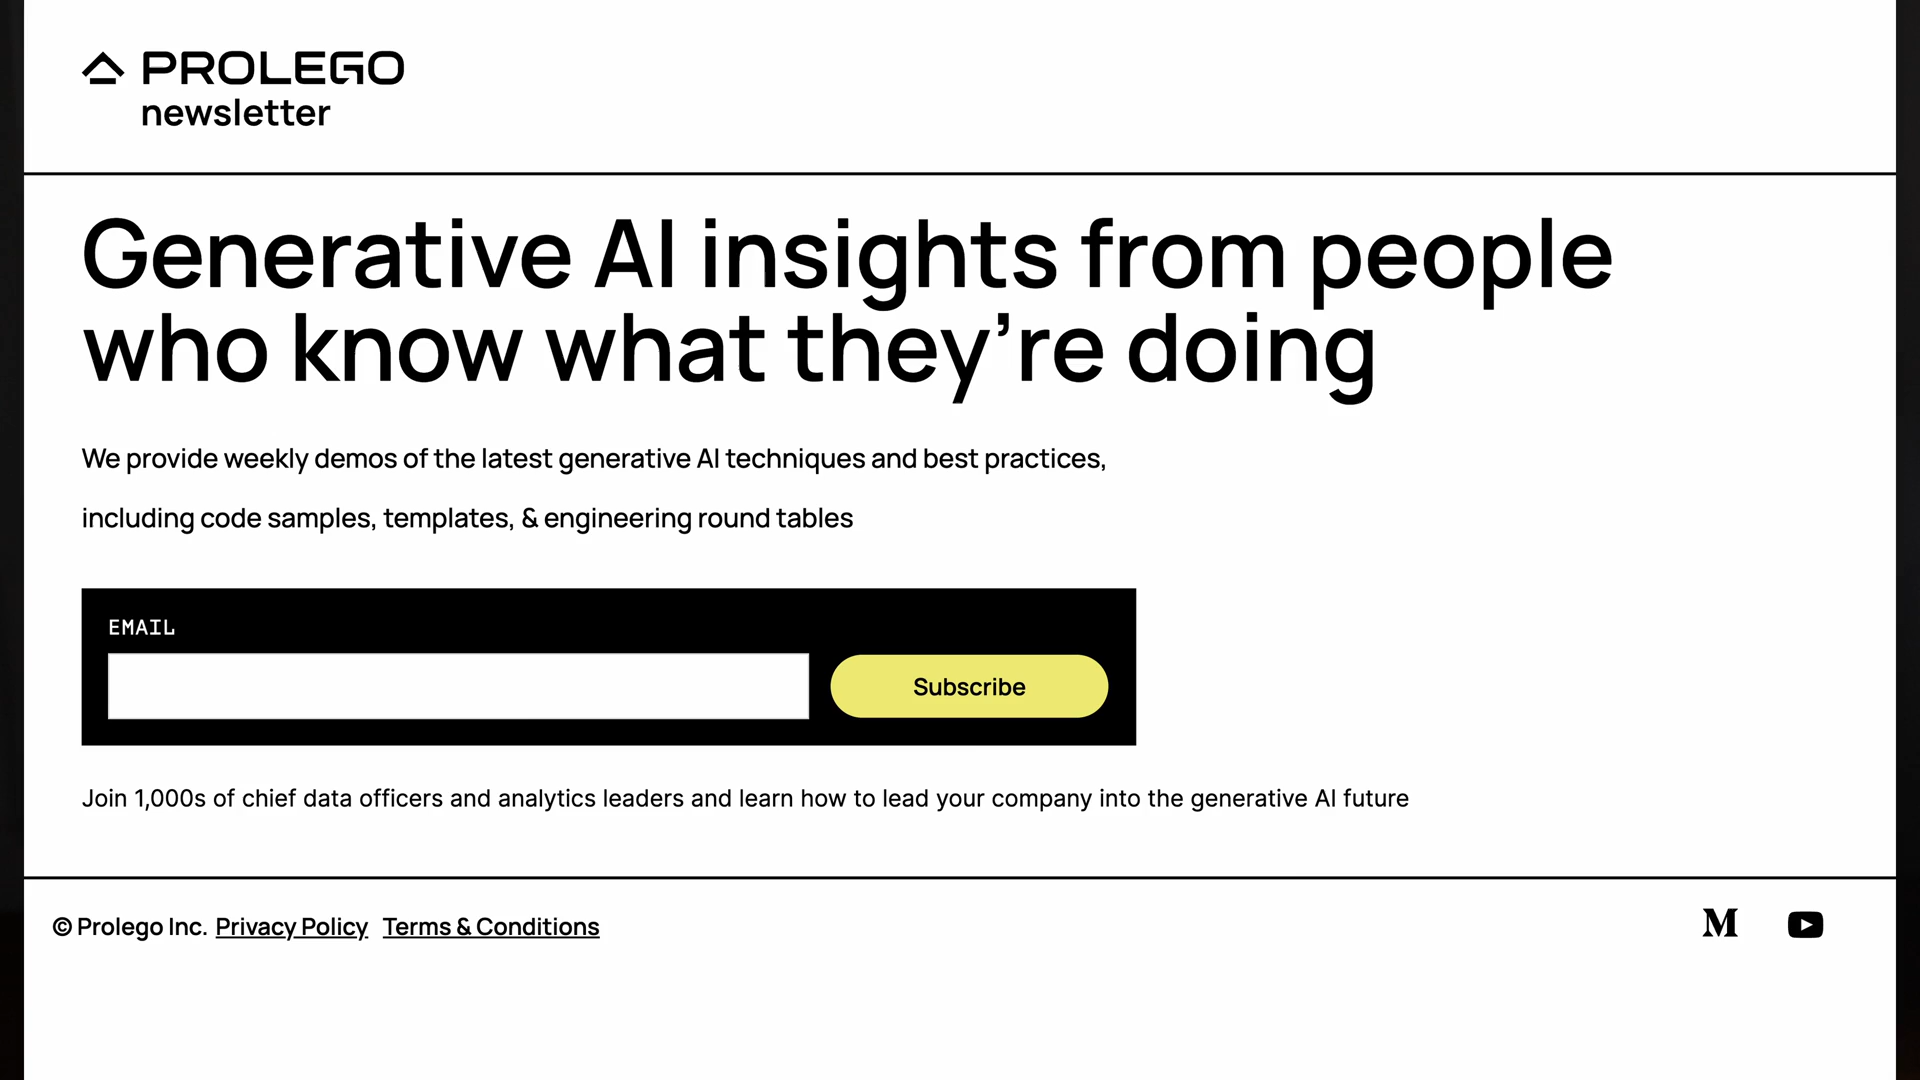 PROLEGO
newsletter
Generative AI insights from people
who know what they’re doing
We provide weekly demos of the latest generative AI techniques and best practices,
including code samples, templates, & engineering round tables
EMAIL
Subscribe
Join 1,000s of chief data officers and analytics leaders and learn how to lead your company into the generative AI future
© Prolego Inc. Privacy Policy Terms & Conditions
M